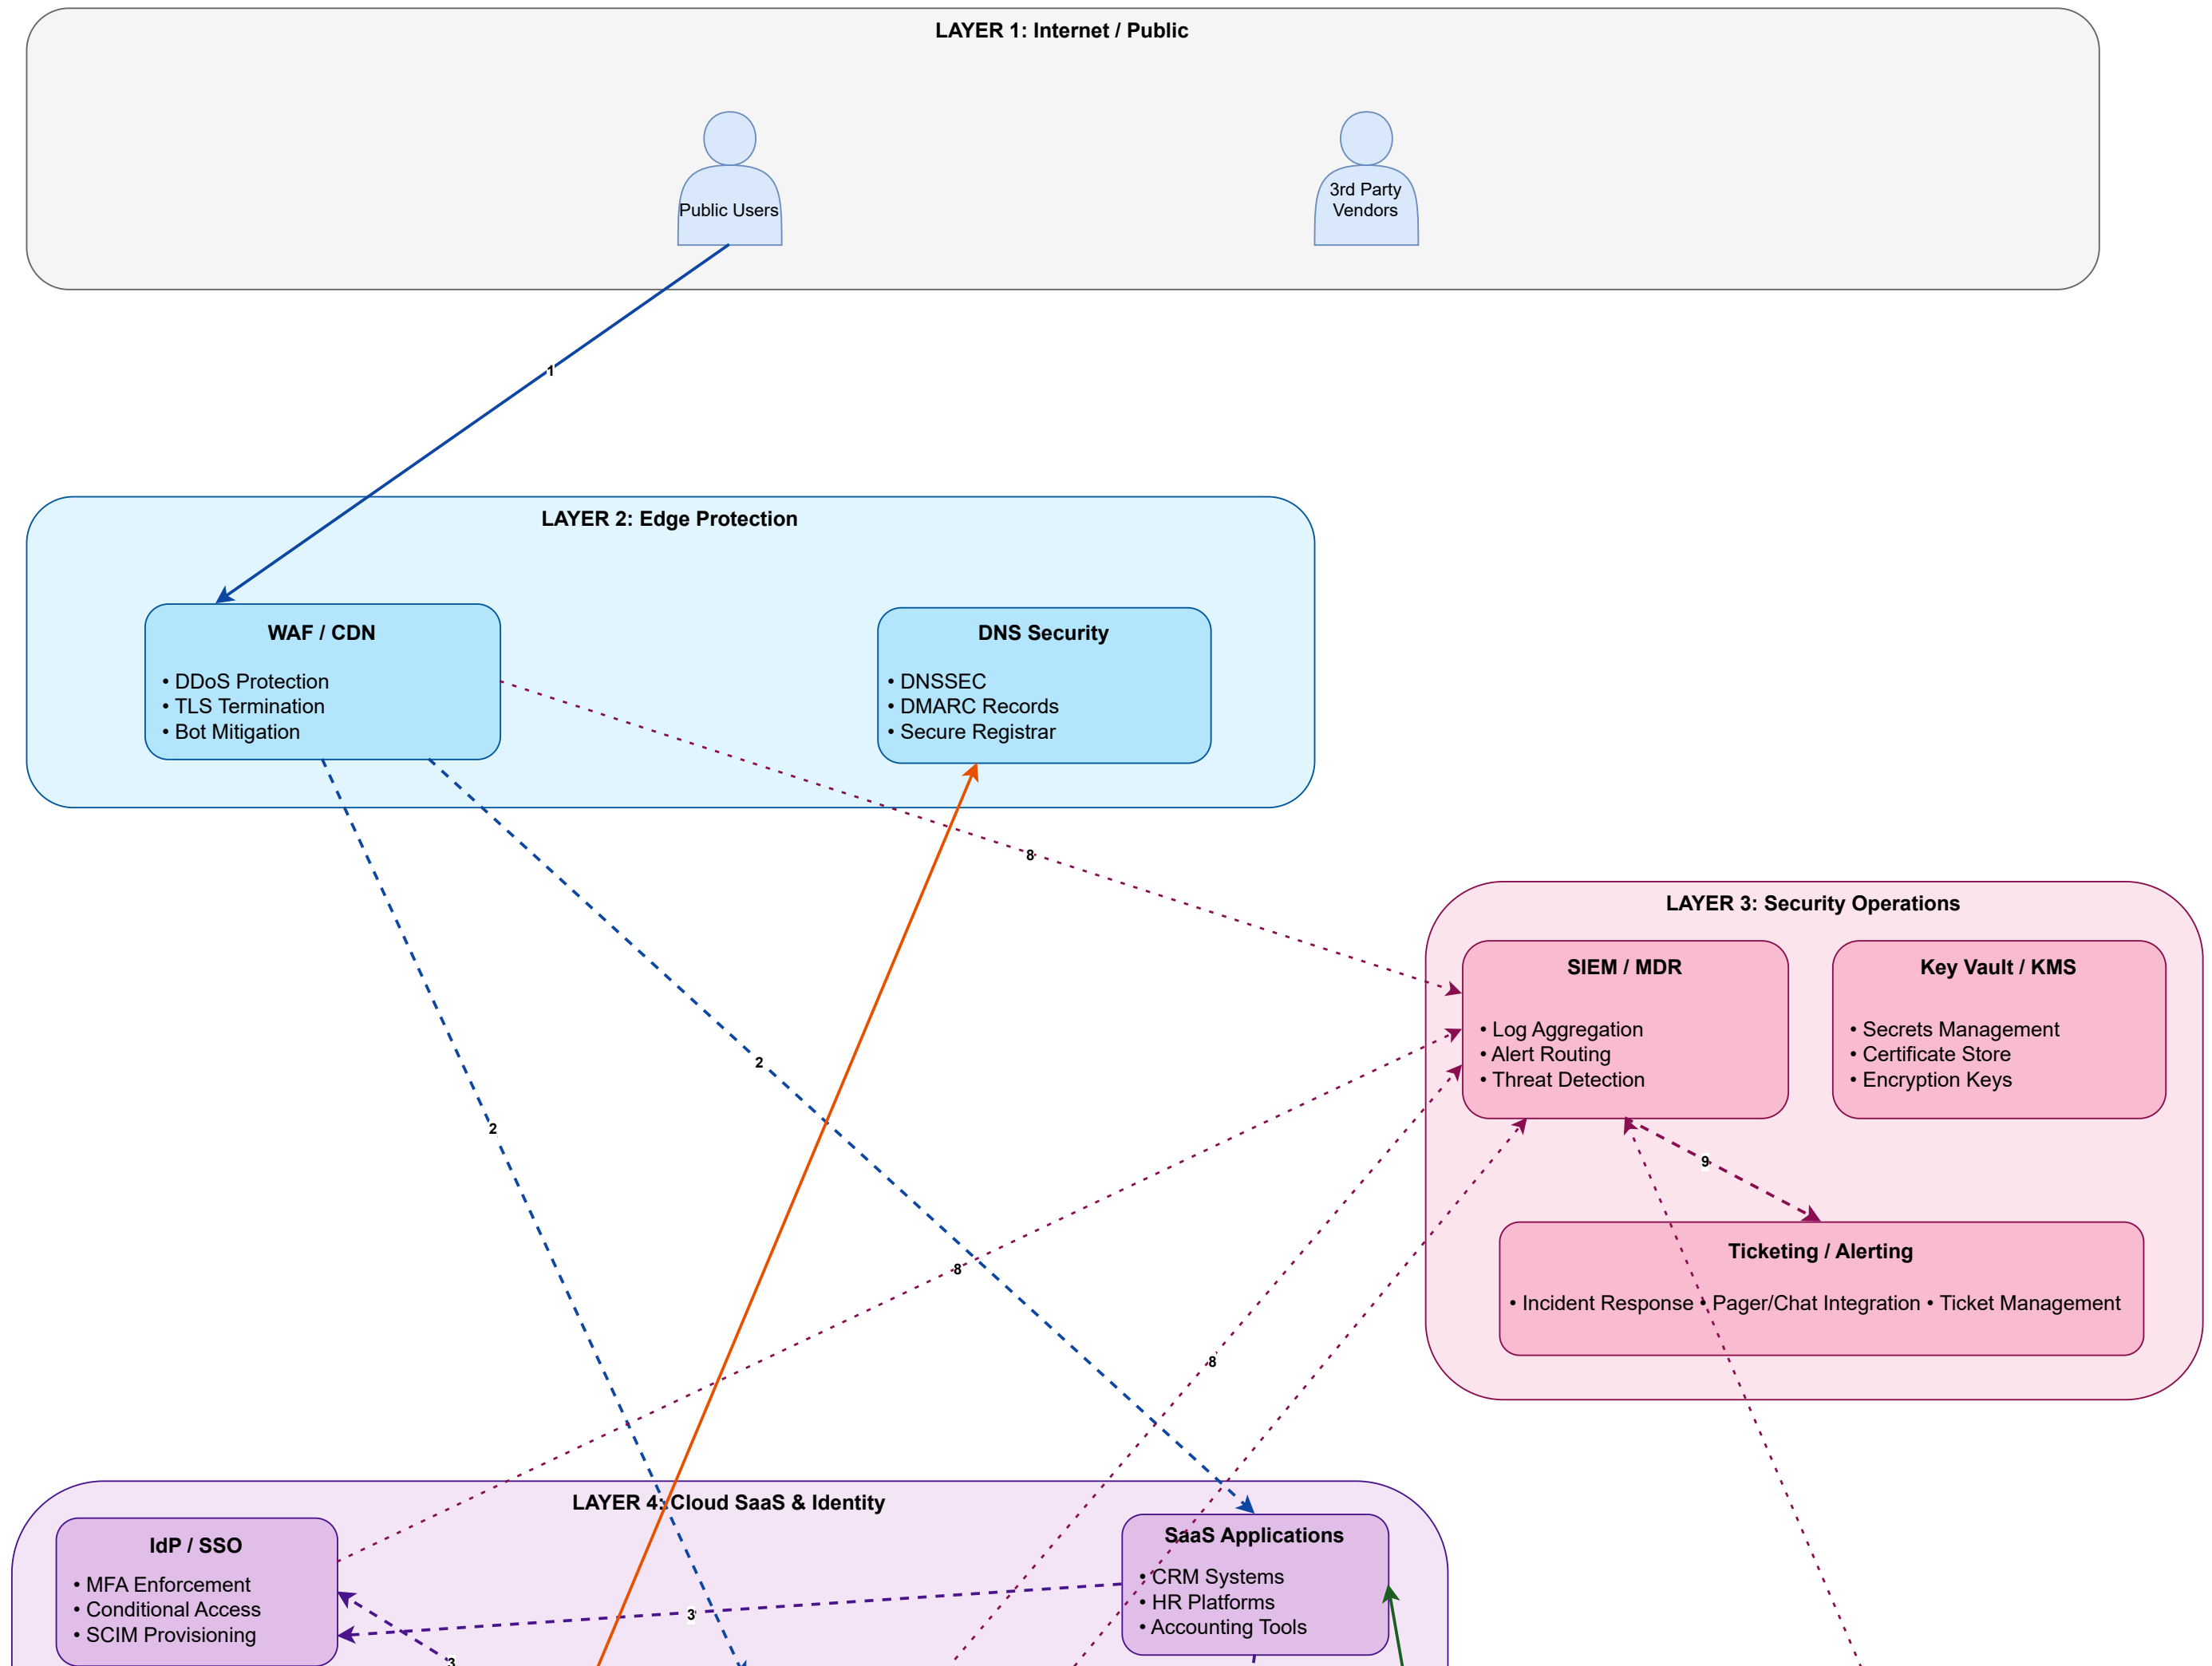 LAYER 1: Internet / Public
Public Users
3rd Party
Vendors
1
LAYER 2: Edge Protection
WAF / CDN
• DDoS Protection
• TLS Termination
• Bot Mitigation
DNS Security
• DNSSEC
• DMARC Records
• Secure Registrar
8
2
2
LAYER 3: Security Operations
SIEM / MDR
• Log Aggregation
• Alert Routing
• Threat Detection
Key Vault / KMS
• Secrets Management
• Certificate Store
• Encryption Keys
9
Ticketing / Alerting
• Incident Response • Pager/Chat Integration • Ticket Management
8
8
LAYER 4: Cloud SaaS & Identity
IdP / SSO
• MFA Enforcement
• Conditional Access
• SCIM Provisioning
SaaS Applications
• CRM Systems
• HR Platforms
• Accounting Tools
3
3